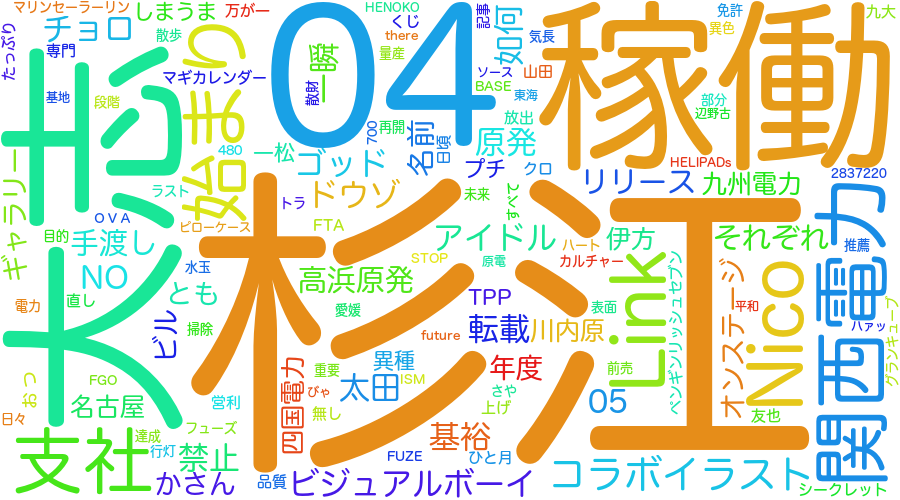 マリンセーラーリン
しまうま
万がー
HENOKO
くじ
there
記事
如何
気長
免許
異色
九大
たっぷり
チョロ
散歩
04
稼働
専門
マギカレンダー
一瞬
散財
量産
ソース
BASE
山田
東海
部分
辺野古
基地
段階
志
始まり
700
再開
名前
日頃
放出
原発
480
一松
ゴッド
プチ
クロ
HELIPADs
リリース
九州電力
2837220
ギャラリー
ラスト
トラ
ドウゾ
未来
すべて
OVA
ピローケース
FTA
杉江
アイドル
ハート
伊方
それぞれ
関西電力
推薦
目的
手渡し
水玉
高浜原発
STOP
原電
カルチャー
Link
ペンギンリッシュセブン
オンステージ
平和
Nico
NO
とも
大
電力
直し
ビル
掃除
愛媛
TPP
表面
future
転載
川内原
ハァッ
グランキューブ
おっ
FGO
異種
年度
重要
ISM
びゃ
四国電力
太田
さや
上げ
前売
05
友也
日々
名古屋
営利
無し
フューズ
支社
達成
行灯
禁止
基裕
FUZE
ひと月
かさん
品質
ビジュアルボーイ
コラボイラスト
シークレット